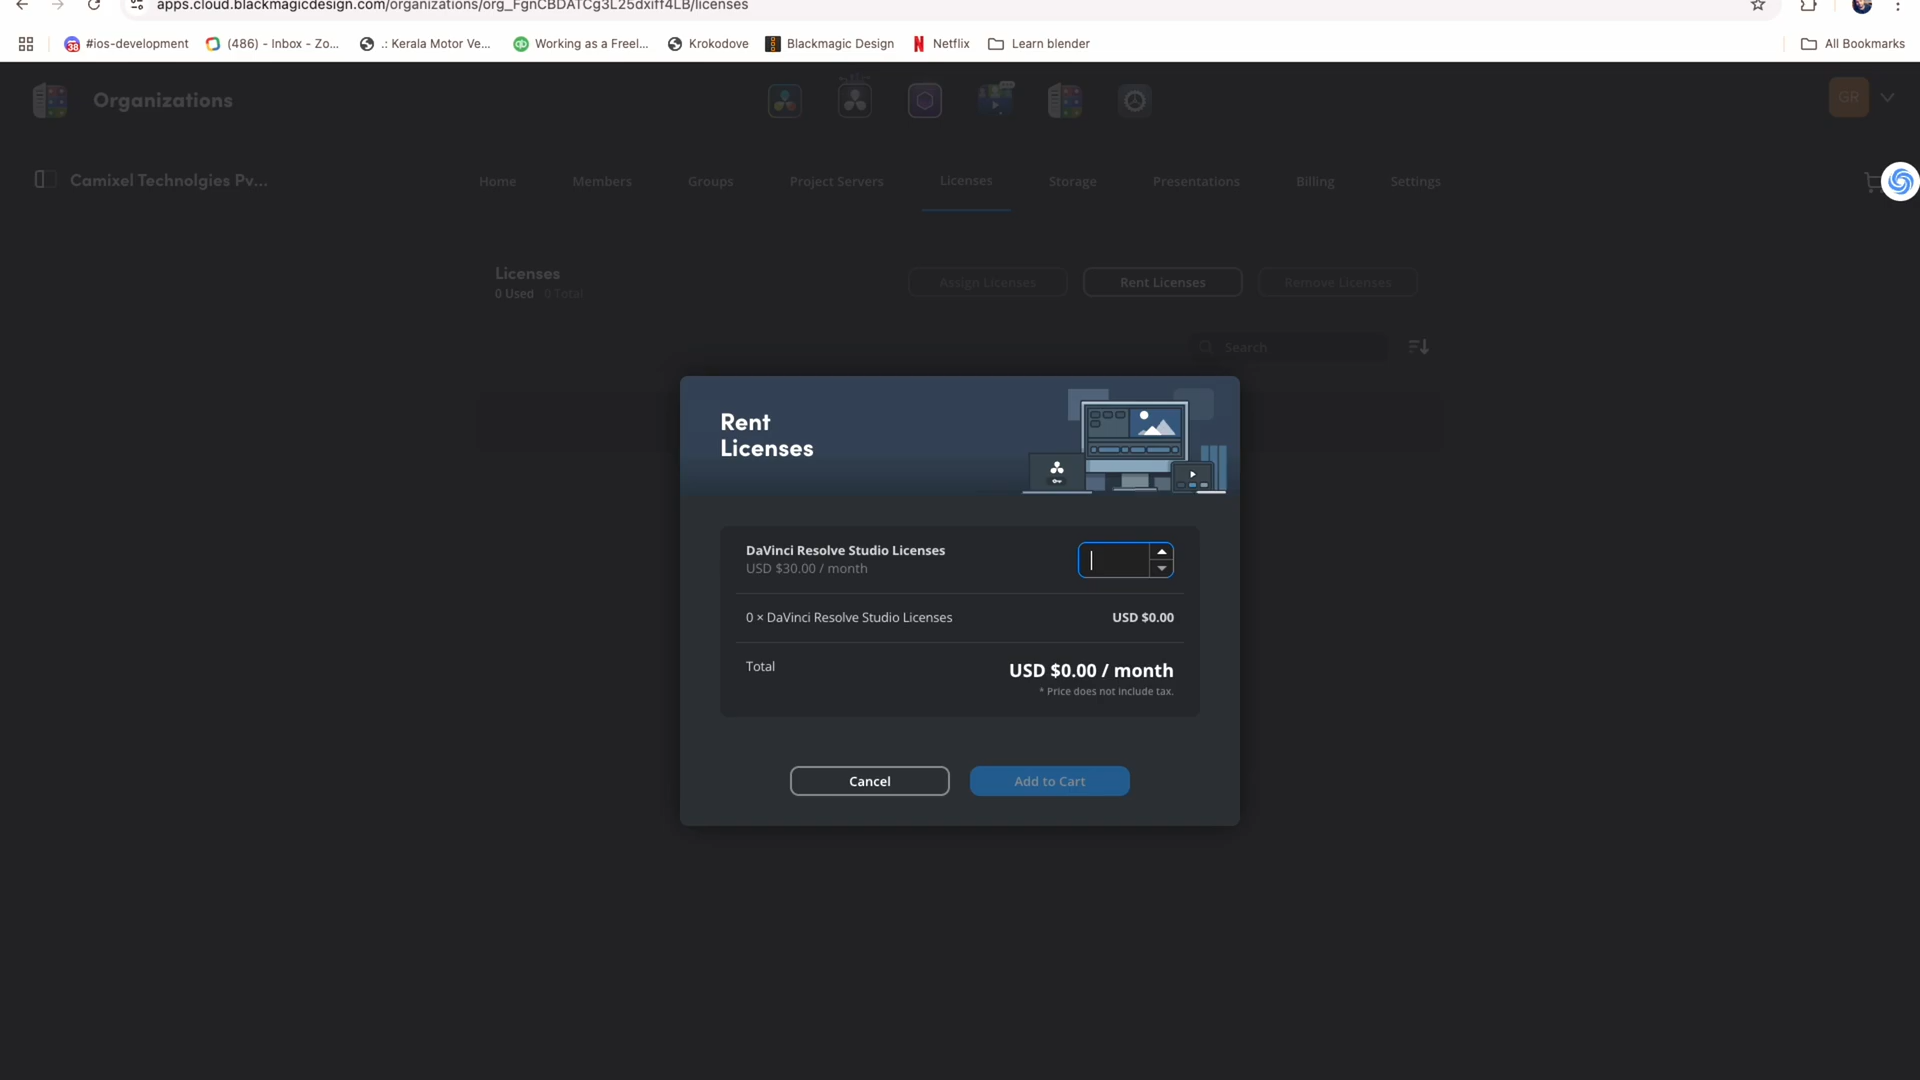 apps.cloud.blackmagicdesign.com/organizations/org_FgnCBDATCg3L25dxiff4LB/licenses
38 #ios-development (486) - Inbox - Zo... .: Kerala Motor Ve... Working as a Freel... Krokodove Blackmagic Design Netflix Learn blender All Bookmarks
Organizations
GR
Camixel Technolgies Pv...
Home Members Groups Project Servers Licenses Storage Presentations Billing Settings
Licenses
0 Used 0 Total
Assign Licenses Rent Licenses Remove Licenses
Search
Rent
Licenses
DaVinci Resolve Studio Licenses
USD $30.00 / month
0 × DaVinci Resolve Studio Licenses USD $0.00
Total USD $0.00 / month
* Price does not include tax.
Cancel Add to Cart